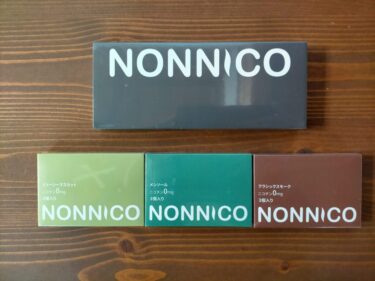 NONNICO
ジューシーマスカット
ニコチン0mg
3個入り
NONNICO
メンソール
ニコチン0mg
3個入り
NONNICO
クラシックスモーク
ニコチン0mg
3個入り
NONNICO